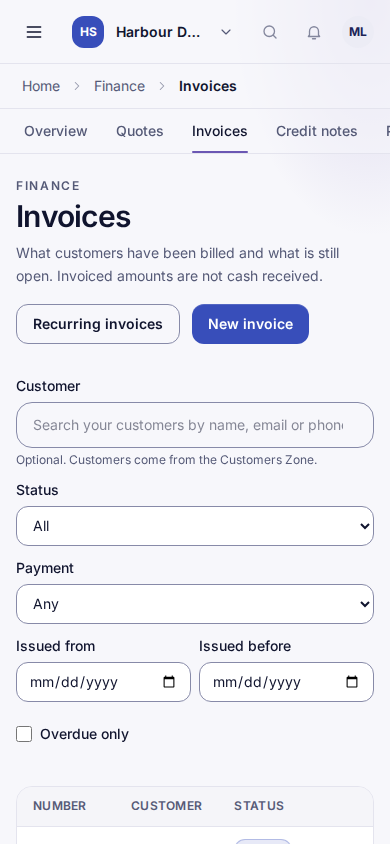 HS Harbour D... ML
Home Finance Invoices
Overview Quotes Invoices Credit notes
FINANCE
Invoices
What customers have been billed and what is still
open. Invoiced amounts are not cash received.
Recurring invoices New invoice
Customer
Search your customers by name, email or phone
Optional. Customers come from the Customers Zone.
Status
All
Payment
Any
Issued from Issued before
mm/dd/yyyy mm/dd/yyyy
Overdue only
NUMBER CUSTOMER STATUS